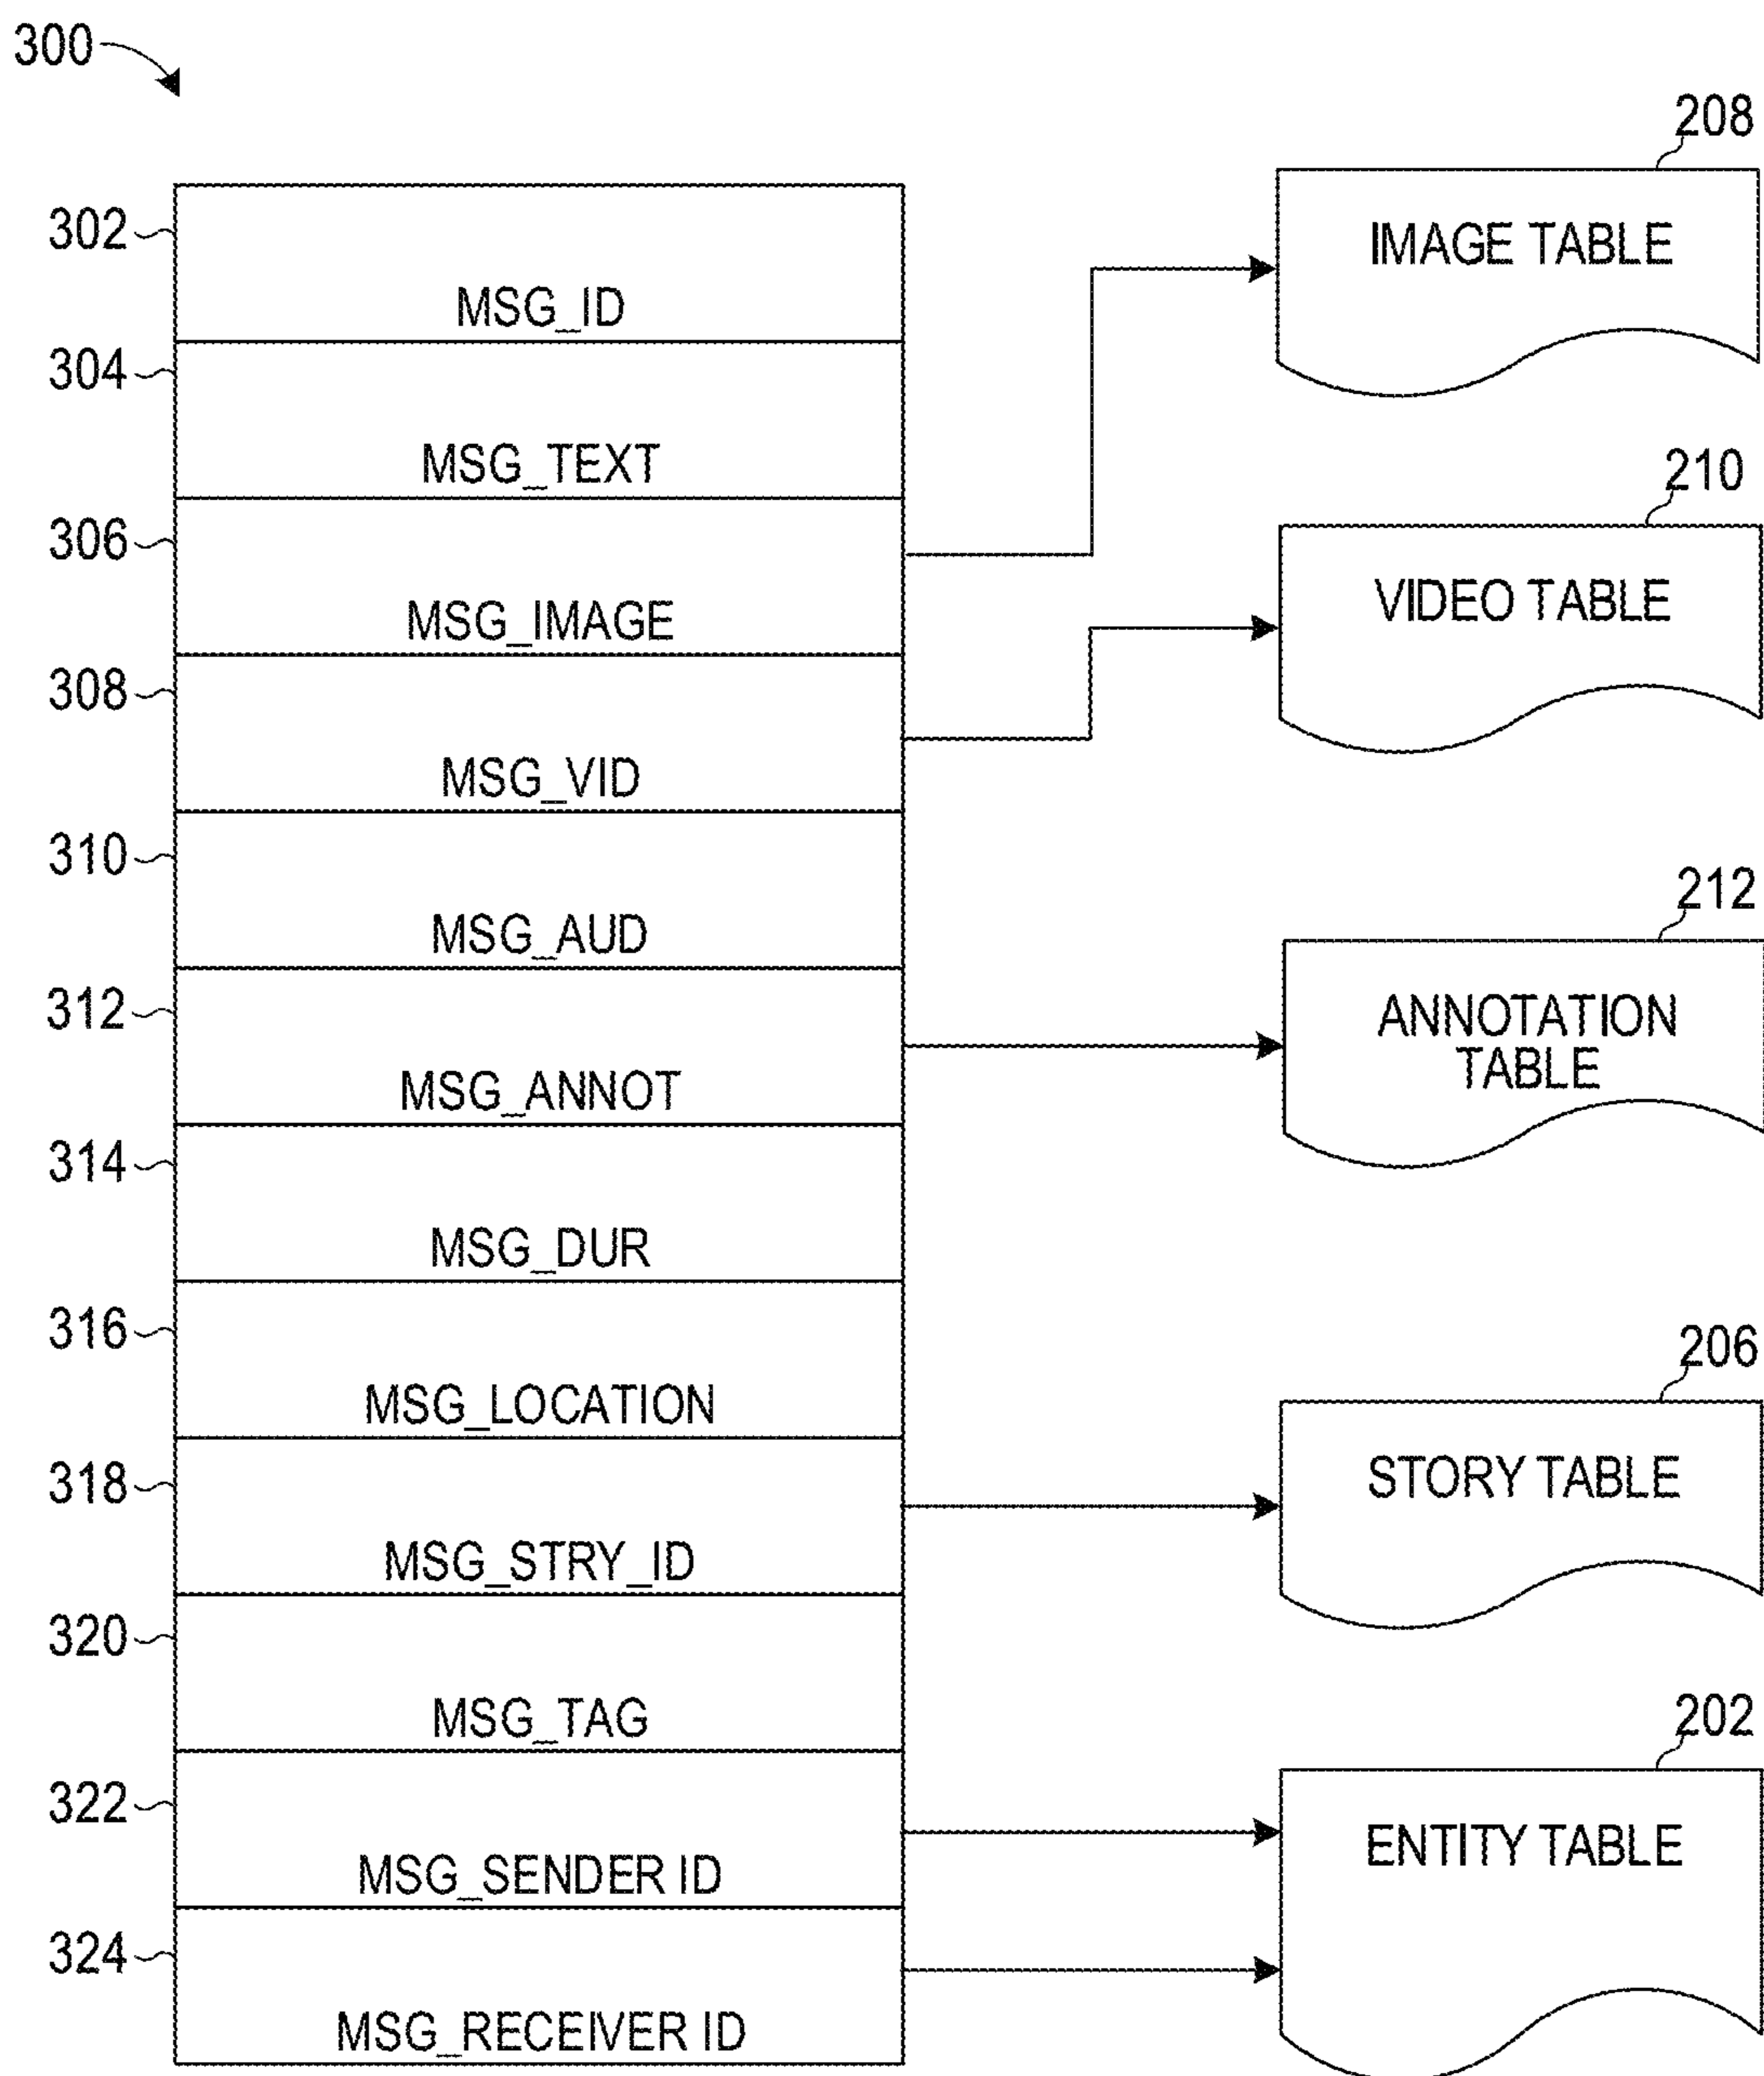 300
302
MSG_ID
304
MSG_TEXT
306
MSG_IMAGE
308
MSG_VID
310
MSG_AUD
312
MSG_ANNOT
314
MSG_DUR
316
MSG_LOCATION
318
MSG_STRY_ID
320
MSG_TAG
322
MSG_SENDER ID
324
MSG_RECEIVER ID
208
IMAGE TABLE
210
VIDEO TABLE
212
ANNOTATION
TABLE
206
STORY TABLE
202
ENTITY TABLE